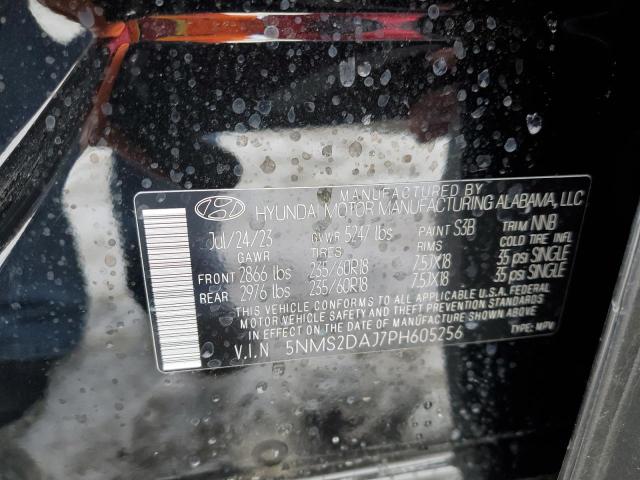 MANUFACTURED BY
HYUNDAI MOTOR MANUFACTURING ALABAMA, LLC
Jul/24/23 GVWR 5247 lbs PAINT S3B TRIM NNB
GAWR TIRES RIMS COLD TIRE INFL
FRONT 2866 lbs 235/60R18 7.5JX18 35 psi SINGLE
REAR 2976 lbs 235/60R18 7.5JX18 35 psi SINGLE
THIS VEHICLE CONFORMS TO ALL APPLICABLE U.S.A. FEDERAL
MOTOR VEHICLE SAFETY AND THEFT PREVENTION STANDARDS
IN EFFECT ON THE DATE OF MANUFACTURE SHOWN ABOVE.
V.I.N 5NMS2DAJ7PH605256 TYPE: MPV